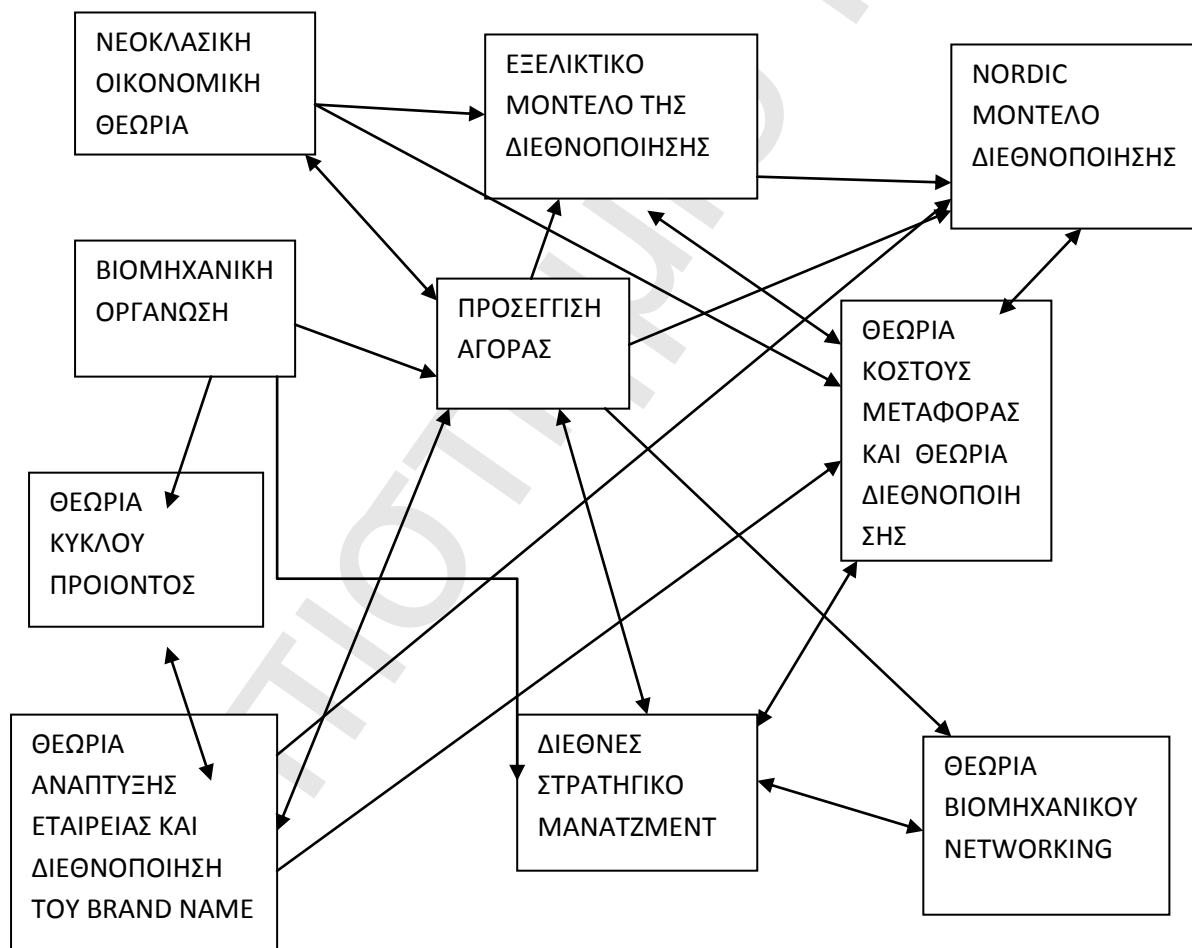 ΝΕΟΚΛΑΣΙΚΗ
ΟΙΚΟΝΟΜΙΚΗ
ΘΕΩΡΙΑ
ΕΞΕΛΙΚΤΙΚΟ
ΜΟΝΤΕΛΟ ΤΗΣ
ΔΙΕΘΝΟΠΟΙΗΣΗΣ
NORDIC
ΜΟΝΤΕΛΟ
ΔΙΕΘΝΟΠΟΙΗΣΗΣ
ΒΙΟΜΗΧΑΝΙΚΗ
ΟΡΓΑΝΩΣΗ
ΠΡΟΣΕΓΓΙΣΗ
ΑΓΟΡΑΣ
ΘΕΩΡΙΑ
ΚΟΣΤΟΥΣ
ΜΕΤΑΦΟΡΑΣ
ΚΑΙ ΘΕΩΡΙΑ
ΔΙΕΘΝΟΠΟΙΗ
ΣΗΣ
ΘΕΩΡΙΑ
ΚΥΚΛΟΥ
ΠΡΟΙΟΝΤΟΣ
ΘΕΩΡΙΑ
ΑΝΑΠΤΥΞΗΣ
ΕΤΑΙΡΕΙΑΣ ΚΑΙ
ΔΙΕΘΝΟΠΟΙΗΣΗ
ΤΟΥ BRAND NAME
ΔΙΕΘΝΕΣ
ΣΤΡΑΤΗΓΙΚΟ
ΜΑΝΑΤΖΜΕΝΤ
ΘΕΩΡΙΑ
ΒΙΟΜΗΧΑΝΙΚΟΥ
NETWORKING